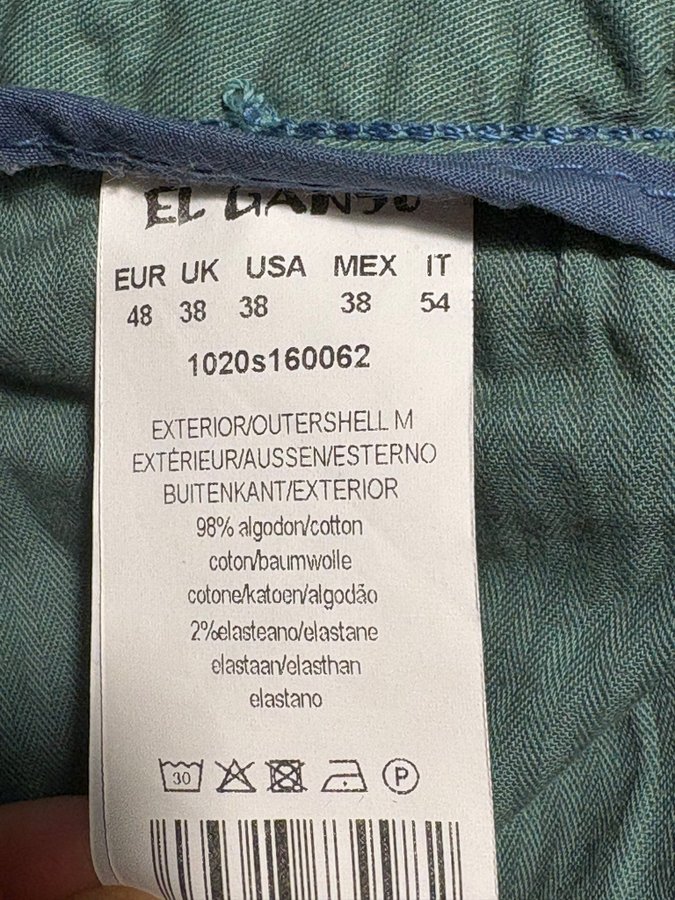 EL GANSO
EUR UK USA MEX IT
48 38 38 38 54
1020s160062
EXTERIOR/OUTERSHELL M
EXTÉRIEUR/AUSSEN/ESTERNO
BUITENKANT/EXTERIOR
98% algodon/cotton
coton/baumwolle
cotone/katoen/algodão
2%elasteano/elastane
elastaan/elasthan
elastano
30 P